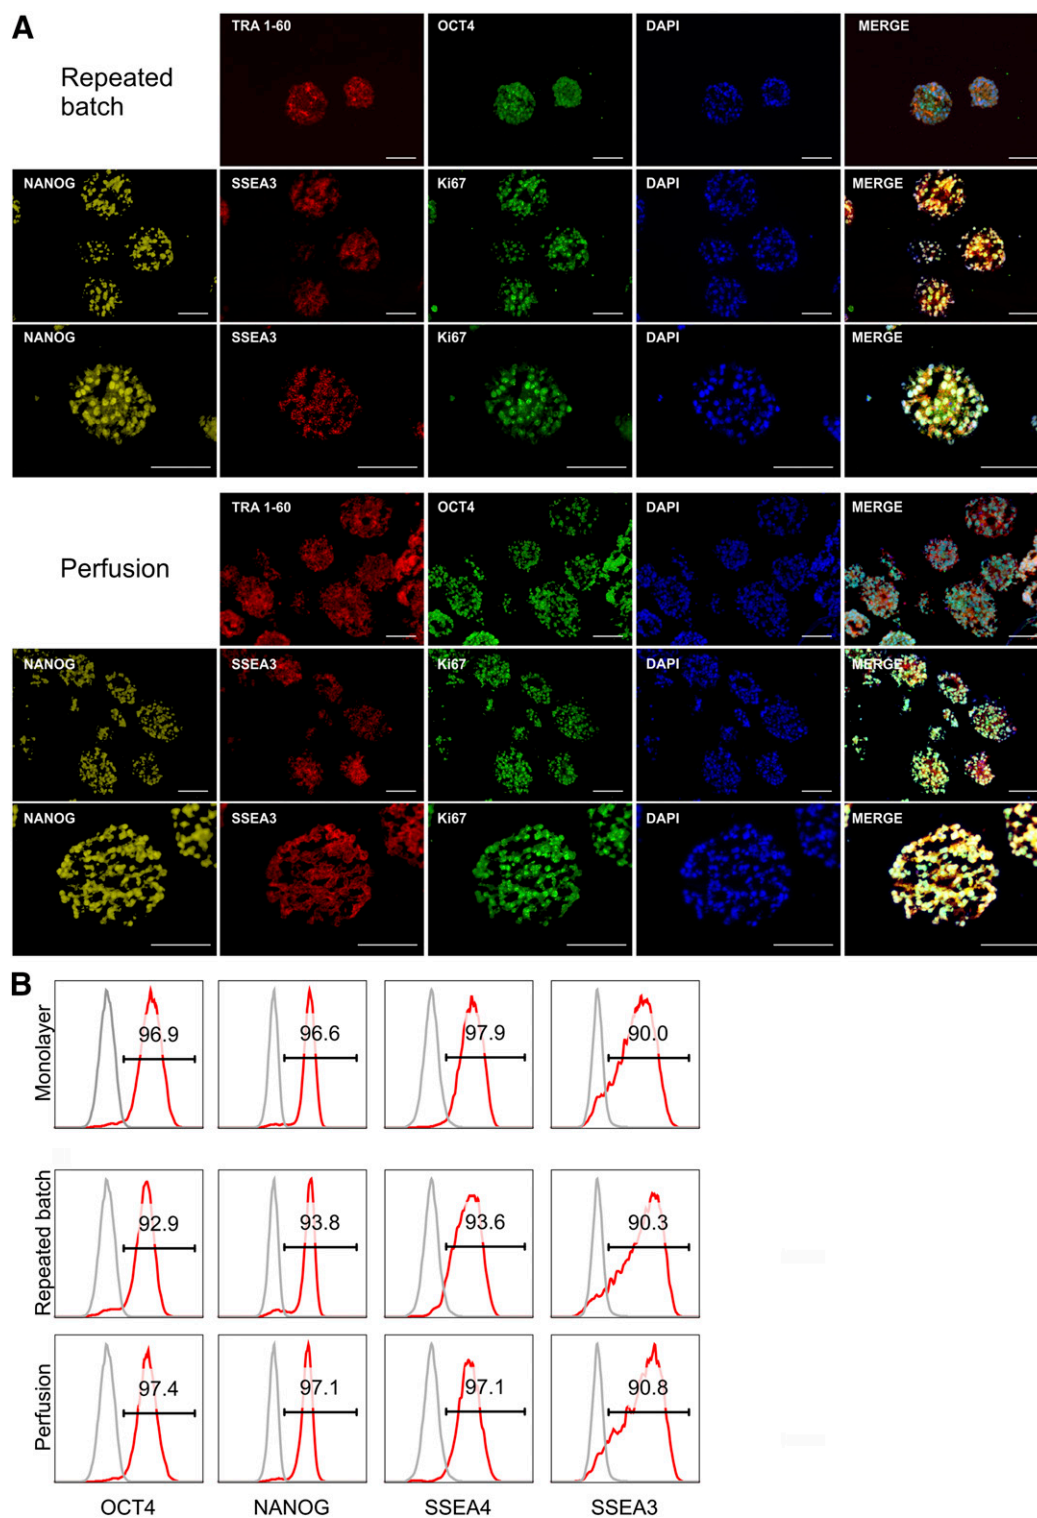 A
TRA 1-60 OCT4 DAPI MERGE
Repeated
batch
NANOG SSEA3 Ki67 DAPI MERGE
NANOG SSEA3 Ki67 DAPI MERGE
TRA 1-60 OCT4 DAPI MERGE
Perfusion
NANOG SSEA3 Ki67 DAPI MERGE
NANOG SSEA3 Ki67 DAPI MERGE
B
Monolayer
96.9 96.6 97.9 90.0
Repeated batch
92.9 93.8 93.6 90.3
Perfusion
97.4 97.1 97.1 90.8
OCT4 NANOG SSEA4 SSEA3